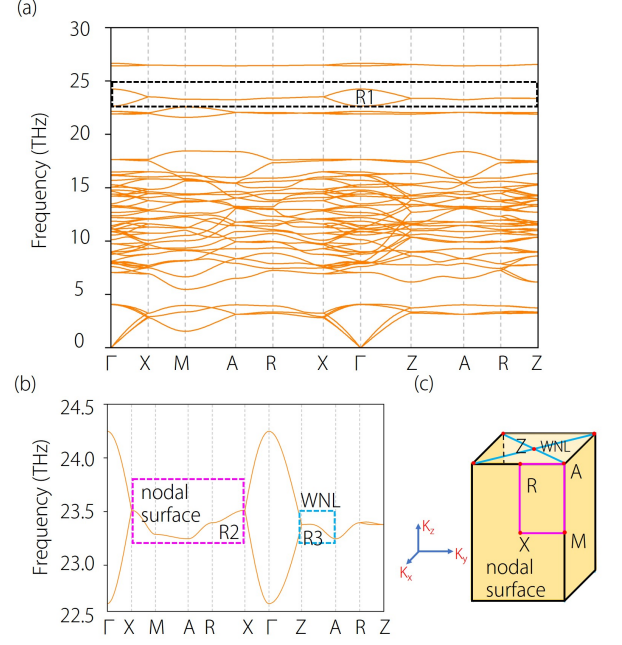 (a)
30
25
20
15
10
5
0
Frequency (THz)
R1
Γ X M A R X Γ Z A R Z
(b)
24.5
24.0
23.5
23.0
22.5
Frequency (THz)
nodal
surface
R2
WNL
R3
Γ X M A R X Γ Z A R Z
(c)
Z WNL
R A
X M
nodal
surface
Kz
Ky
Kx